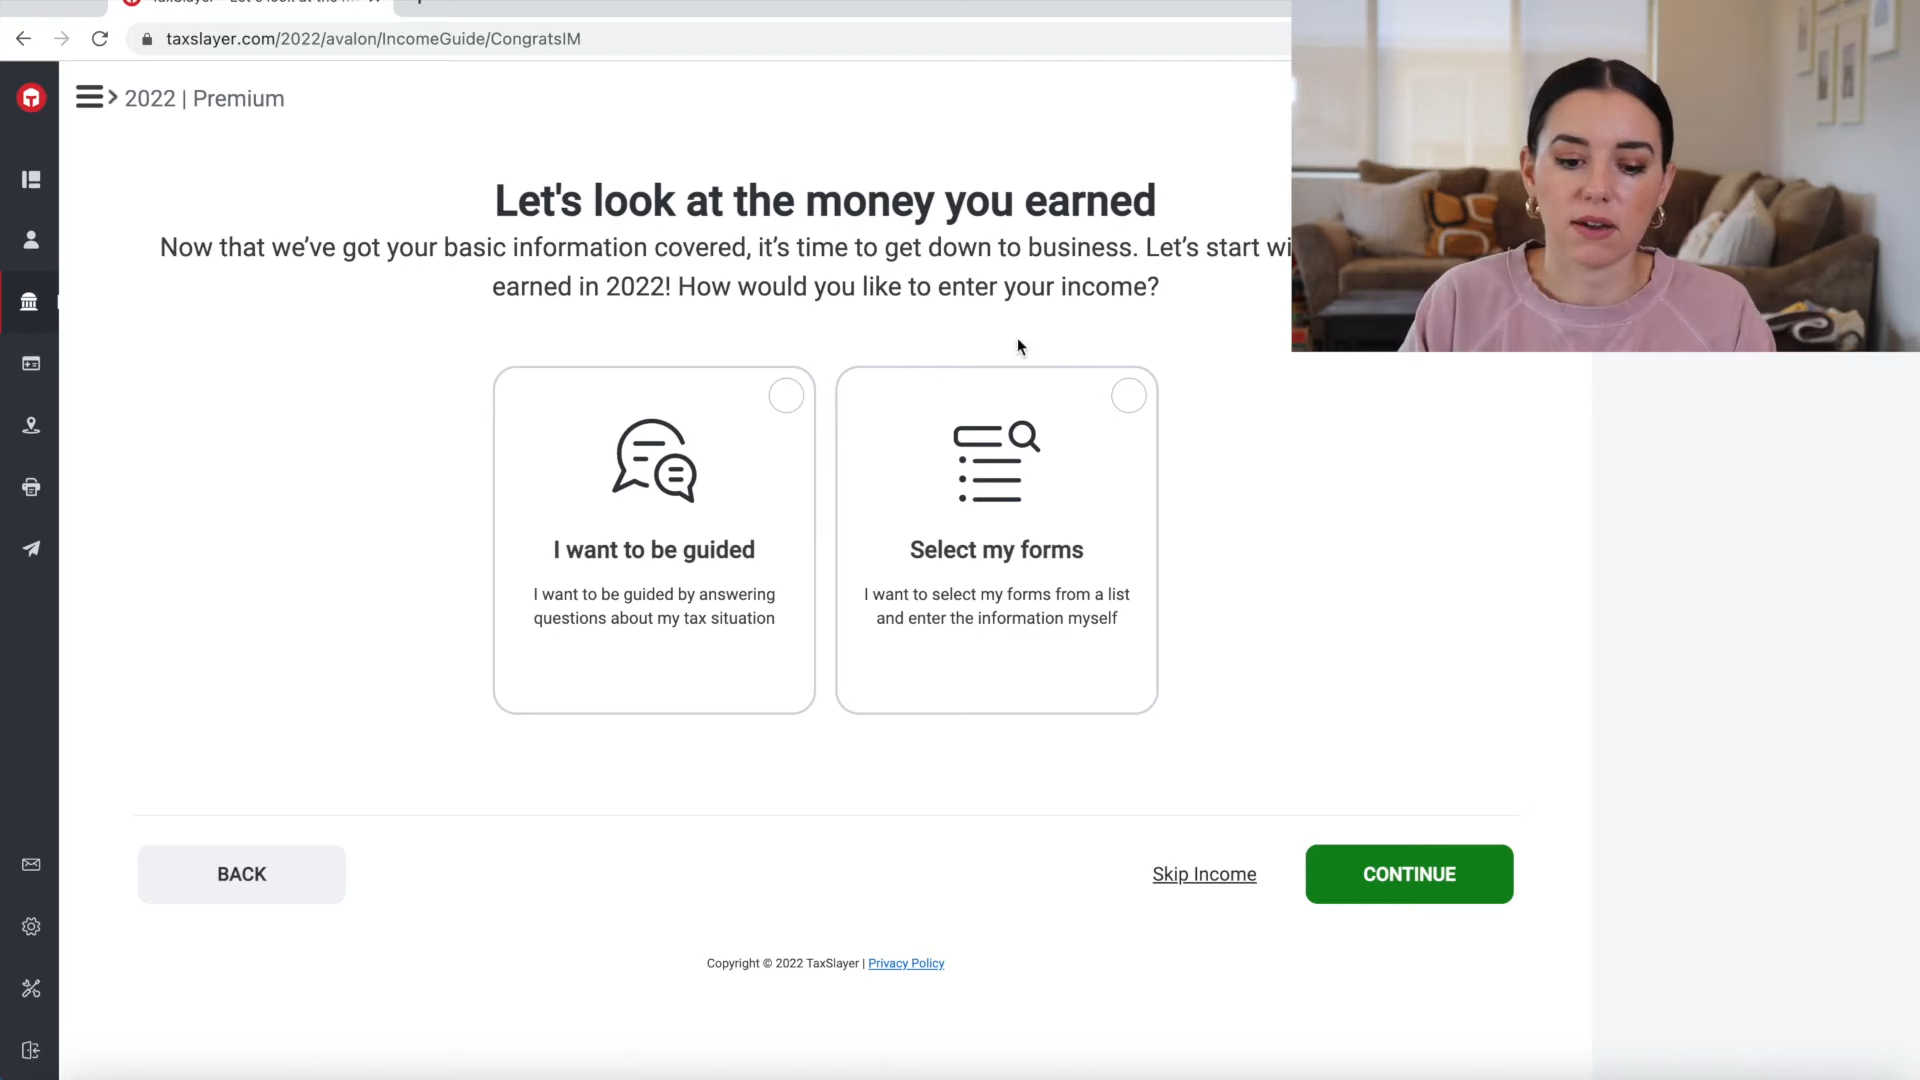 taxslayer.com/2022/avalon/IncomeGuide/CongratsIM
2022 | Premium
Let's look at the money you earned
Now that we've got your basic information covered, it's time to get down to business. Let's start
earned in 2022! How would you like to enter your income?
I want to be guided
I want to be guided by answering
questions about my tax situation
Select my forms
I want to select my forms from a list
and enter the information myself
BACK
Skip Income
CONTINUE
Copyright © 2022 TaxSlayer | Privacy Policy